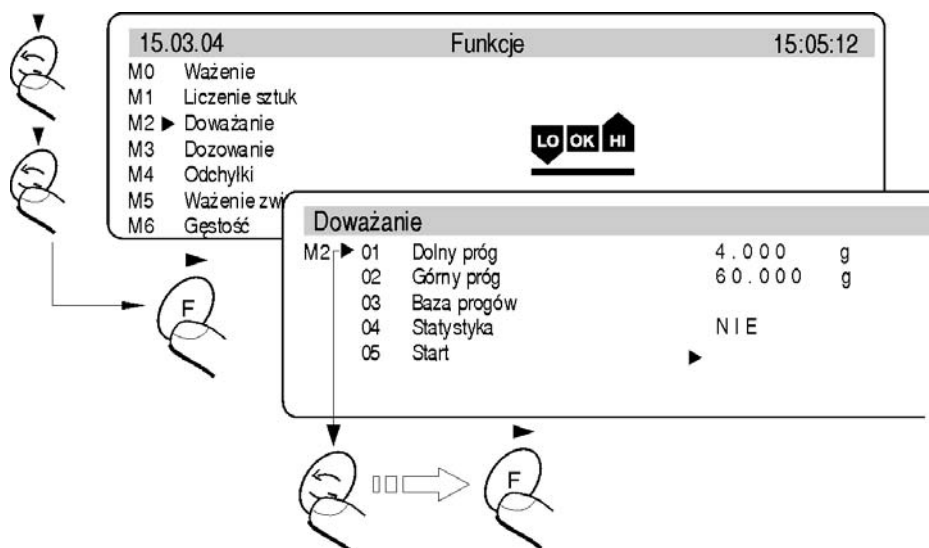 15.03.04 Funkcje 15:05:12
M0 Ważenie
M1 Liczenie sztuk
M2 ► Doważanie
LO OK HI
M3 Dozowanie
M4 Odchyłki
M5 Ważenie zwi
M6 Gęstość
F
Doważanie
M2 ► 01 Dolny próg 4.000 g
02 Górny próg 60.000 g
03 Baza progów
04 Statystyka NIE
05 Start ►
F